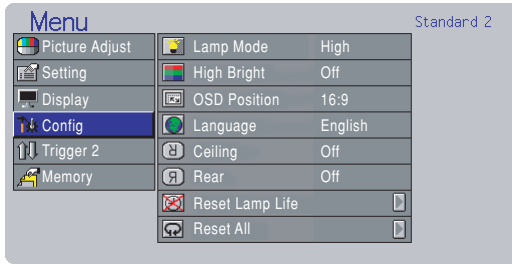 Menu
Standard 2
Picture Adjust
Setting
Display
Config
Trigger 2
Memory
Lamp Mode High
High Bright Off
OSD Position 16:9
Language English
Ceiling Off
Rear Off
Reset Lamp Life
Reset All